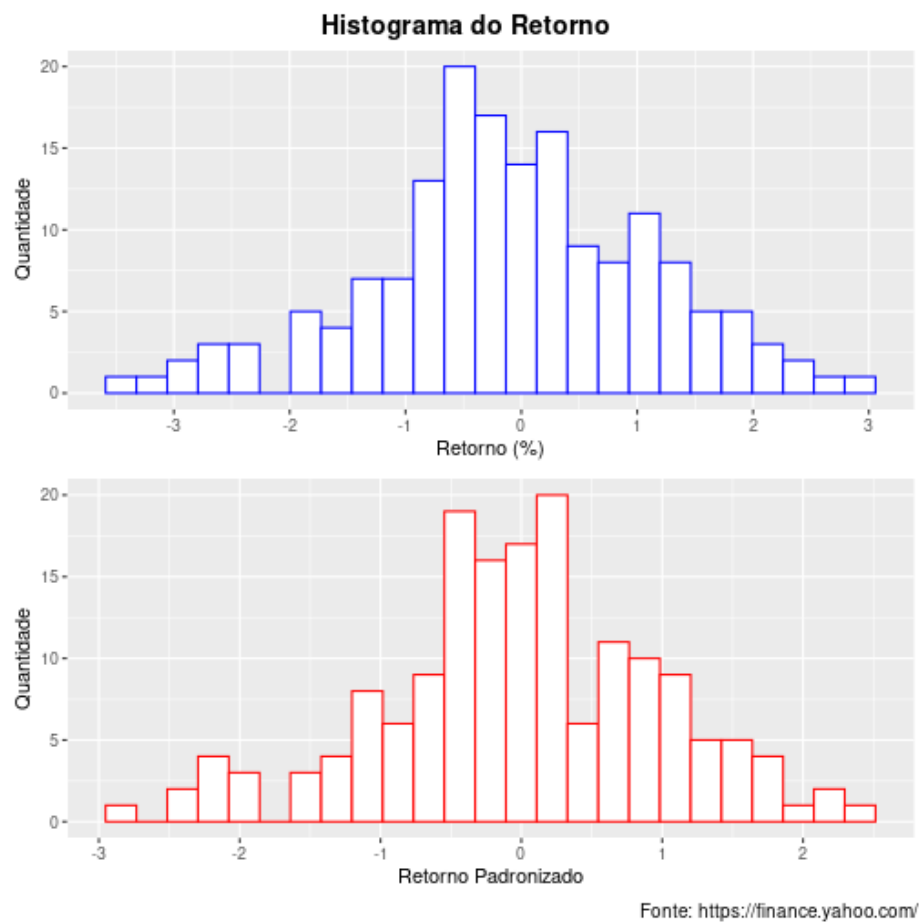 Histograma do Retorno
20
15
10
5
0
Quantidade
-3 -2 -1 0 1 2 3
Retorno (%)
20
15
10
5
0
Quantidade
-3 -2 -1 0 1 2
Retorno Padronizado
Fonte: https://finance.yahoo.com/